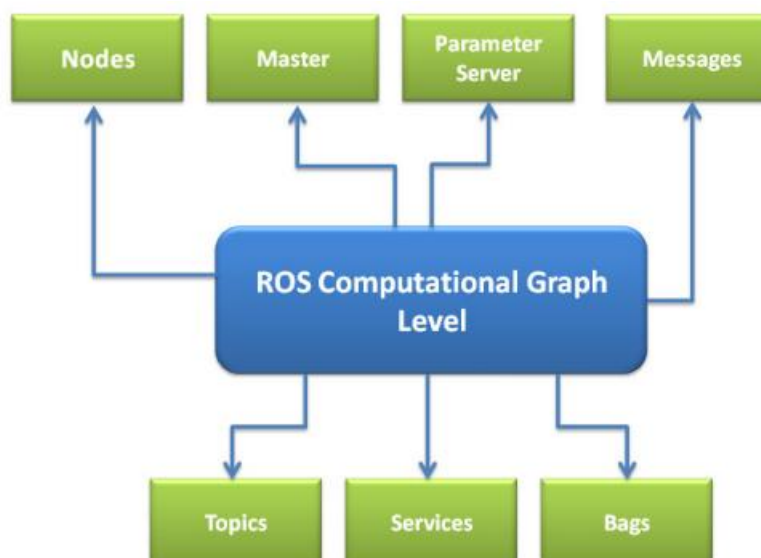 Nodes
Master
Parameter
Server
Messages
ROS Computational Graph
Level
Topics
Services
Bags